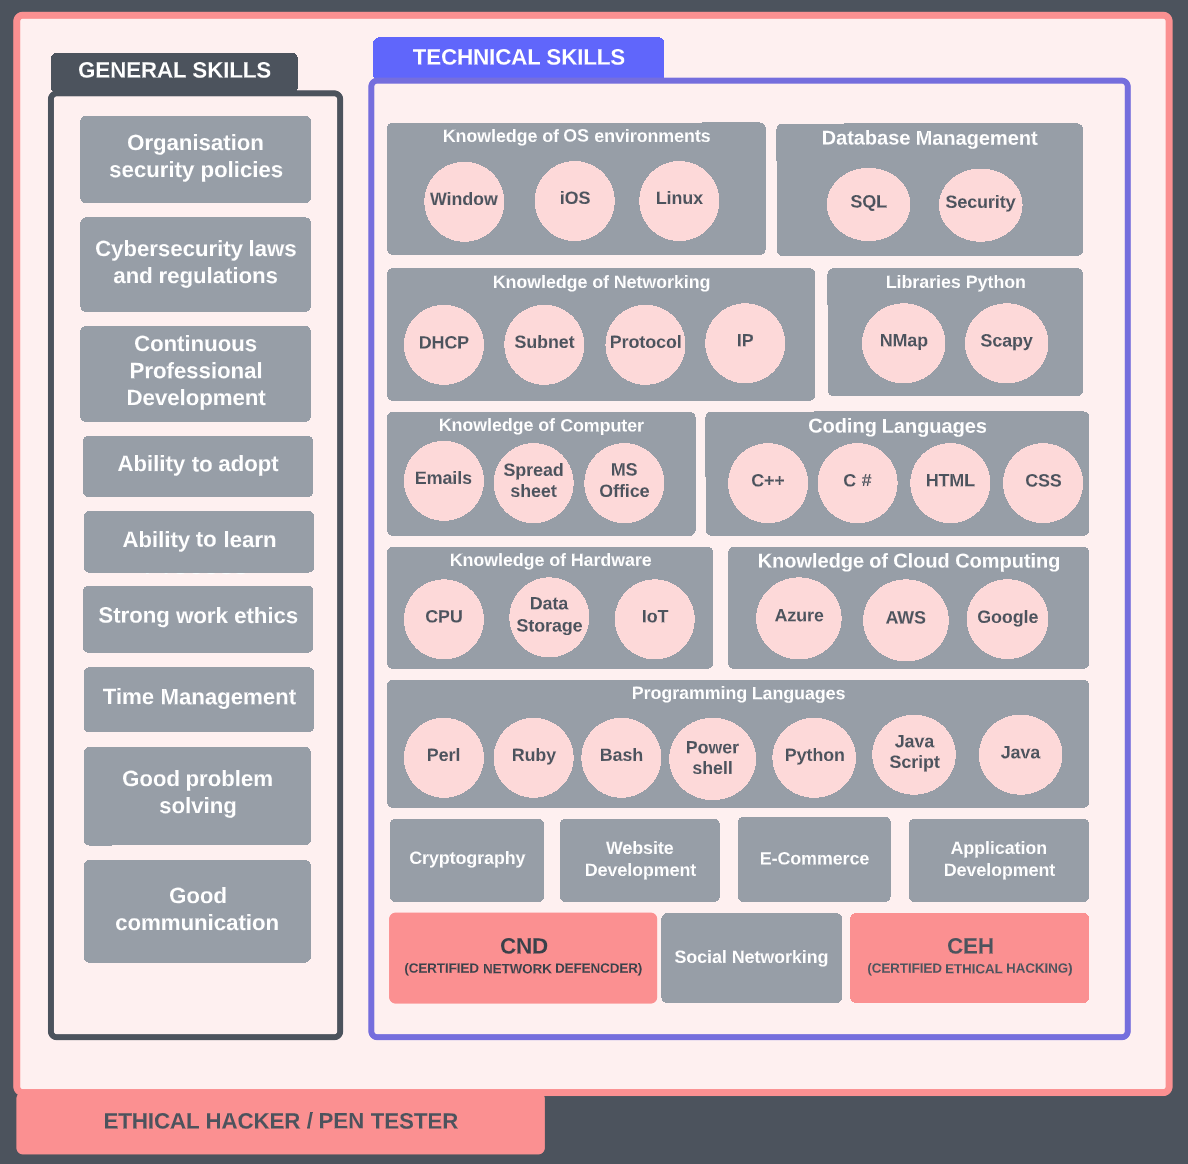 GENERAL SKILLS
Organisation
security policies
Cybersecurity laws
and regulations
Continuous
Professional
Development
Ability to adopt
Ability to learn
Strong work ethics
Time Management
Good problem
solving
Good
communication
TECHNICAL SKILLS
Knowledge of OS environments
Window
iOS
Linux
Database Management
SQL
Security
Knowledge of Networking
DHCP
Subnet
Protocol
IP
Libraries Python
NMap
Scapy
Knowledge of Computer
Emails
Spread
sheet
MS
Office
Coding Languages
C++
C #
HTML
CSS
Knowledge of Hardware
CPU
Data
Storage
IoT
Knowledge of Cloud Computing
Azure
AWS
Google
Programming Languages
Perl
Ruby
Bash
Power
shell
Python
Java
Script
Java
Cryptography
Website
Development
E-Commerce
Application
Development
CND
(CERTIFIED NETWORK DEFENCDER)
Social Networking
CEH
(CERTIFIED ETHICAL HACKING)
ETHICAL HACKER / PEN TESTER